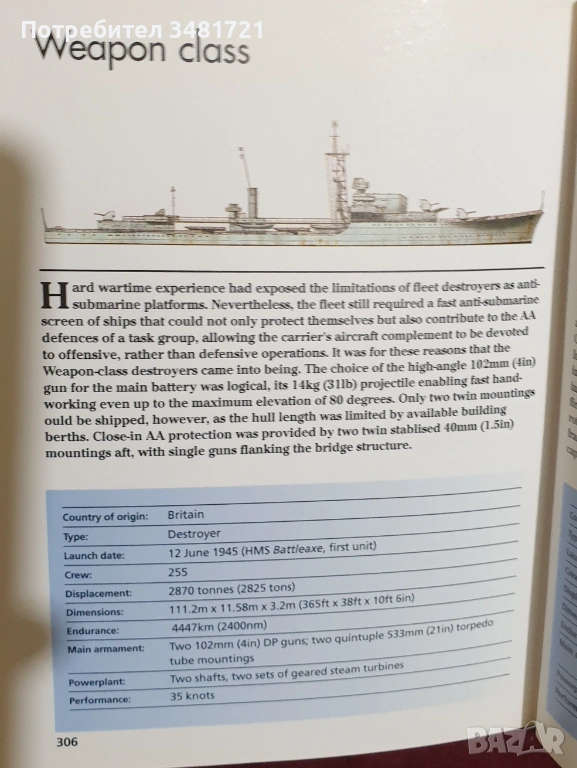 Потребител 3481721
Weapon class
Hard wartime experience had exposed the limitations of fleet destroyers as anti-
submarine platforms. Nevertheless, the fleet still required a fast anti-submarine
screen of ships that could not only protect themselves but also contribute to the AA
defences of a task group, allowing the carrier's aircraft complement to be devoted
to offensive, rather than defensive operations. It was for these reasons that the
Weapon-class destroyers came into being. The choice of the high-angle 102mm (4in)
gun for the main battery was logical, its 14kg (31lb) projectile enabling fast hand-
working even up to the maximum elevation of 80 degrees. Only two twin mountings
ould be shipped, however, as the hull length was limited by available building
berths. Close-in AA protection was provided by two twin stablised 40mm (1.5in)
mountings aft, with single guns flanking the bridge structure.
Country of origin: Britain
Type: Destroyer
Launch date: 12 June 1945 (HMS Battleaxe, first unit)
Crew: 255
Displacement: 2870 tonnes (2825 tons)
Dimensions: 111.2m x 11.58m x 3.2m (365ft x 38ft x 10ft 6in)
Endurance: 4447km (2400nm)
Main armament: Two 102mm (4in) DP guns; two quintuple 533mm (21in) torpedo
tube mountings
Powerplant: Two shafts, two sets of geared steam turbines
Performance: 35 knots
306
BAZAR